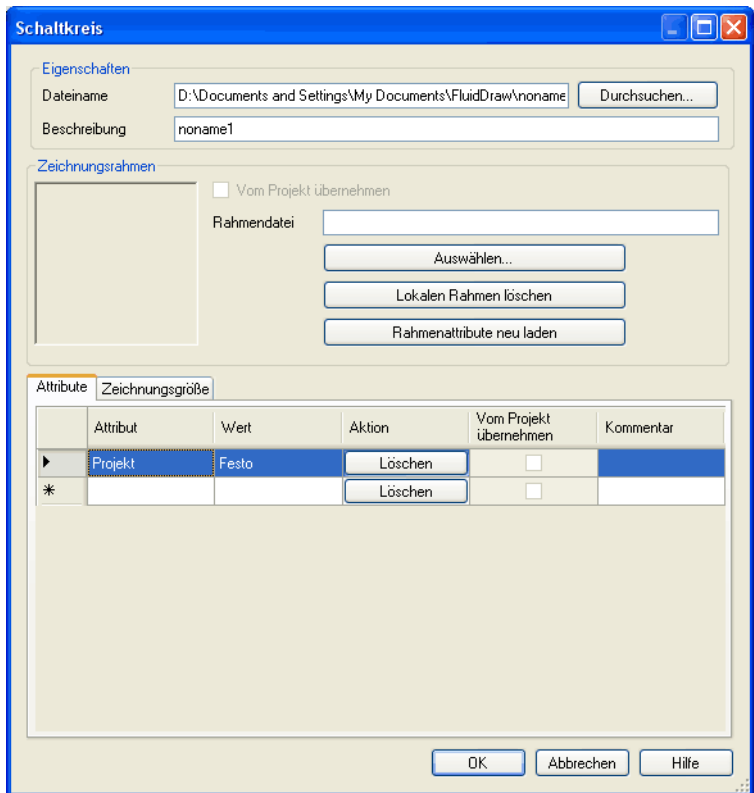 Schaltkreis
Eigenschaften
Dateiname D:\Documents and Settings\My Documents\FluidDraw\noname Durchsuchen...
Beschreibung noname1
Zeichnungsrahmen
Vom Projekt übernehmen
Rahmendatei
Auswählen...
Lokalen Rahmen löschen
Rahmenattribute neu laden
Attribute Zeichnungsgröße
Attribut Wert Aktion Vom Projekt übernehmen Kommentar
Projekt Festo Löschen
Löschen
OK Abbrechen Hilfe